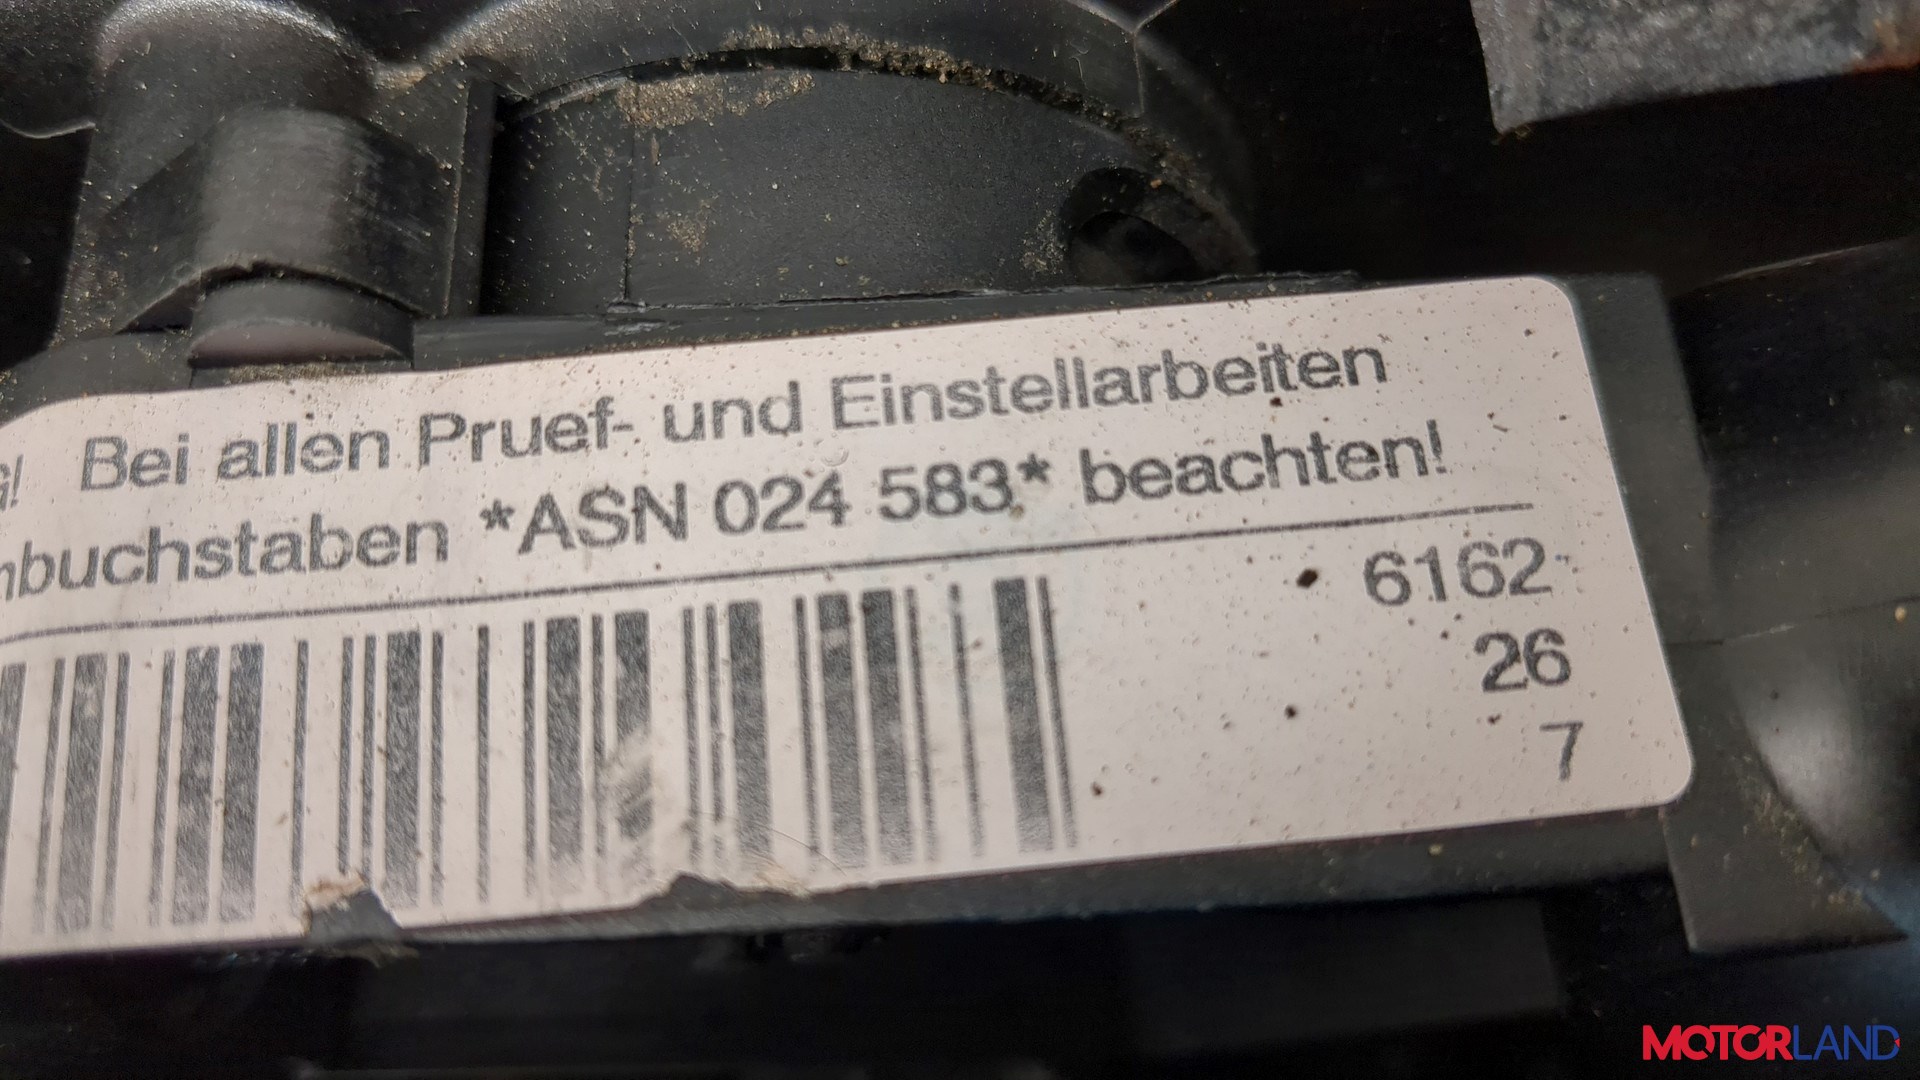 G! Bei allen Pruef- und Einstellarbeiten
nbuchstaben *ASN 024 583* beachten!
6162
26
7
MOTORLAND